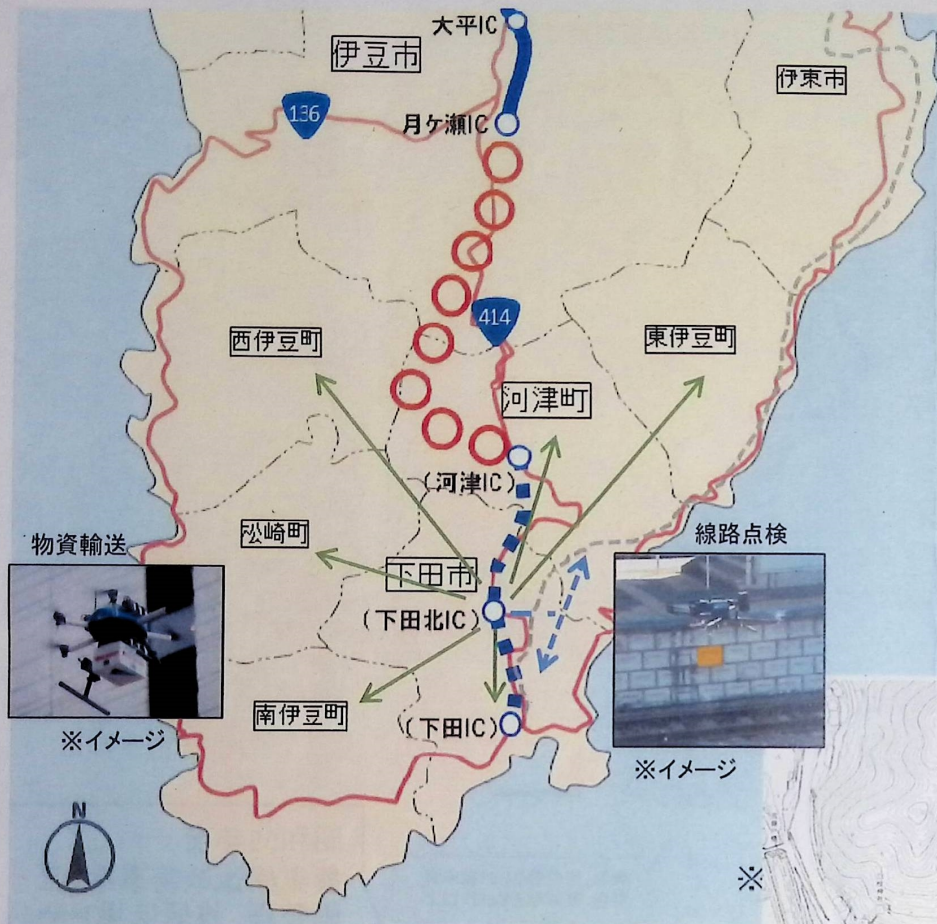 大平IC
伊豆市
伊東市
136
月ケ瀬IC
414
西伊豆町
東伊豆町
河津町
(河津IC)
物資輸送
松崎町
線路点検
下田市
(下田北IC)
南伊豆町
(下田IC)
※イメージ
※イメージ
N
※